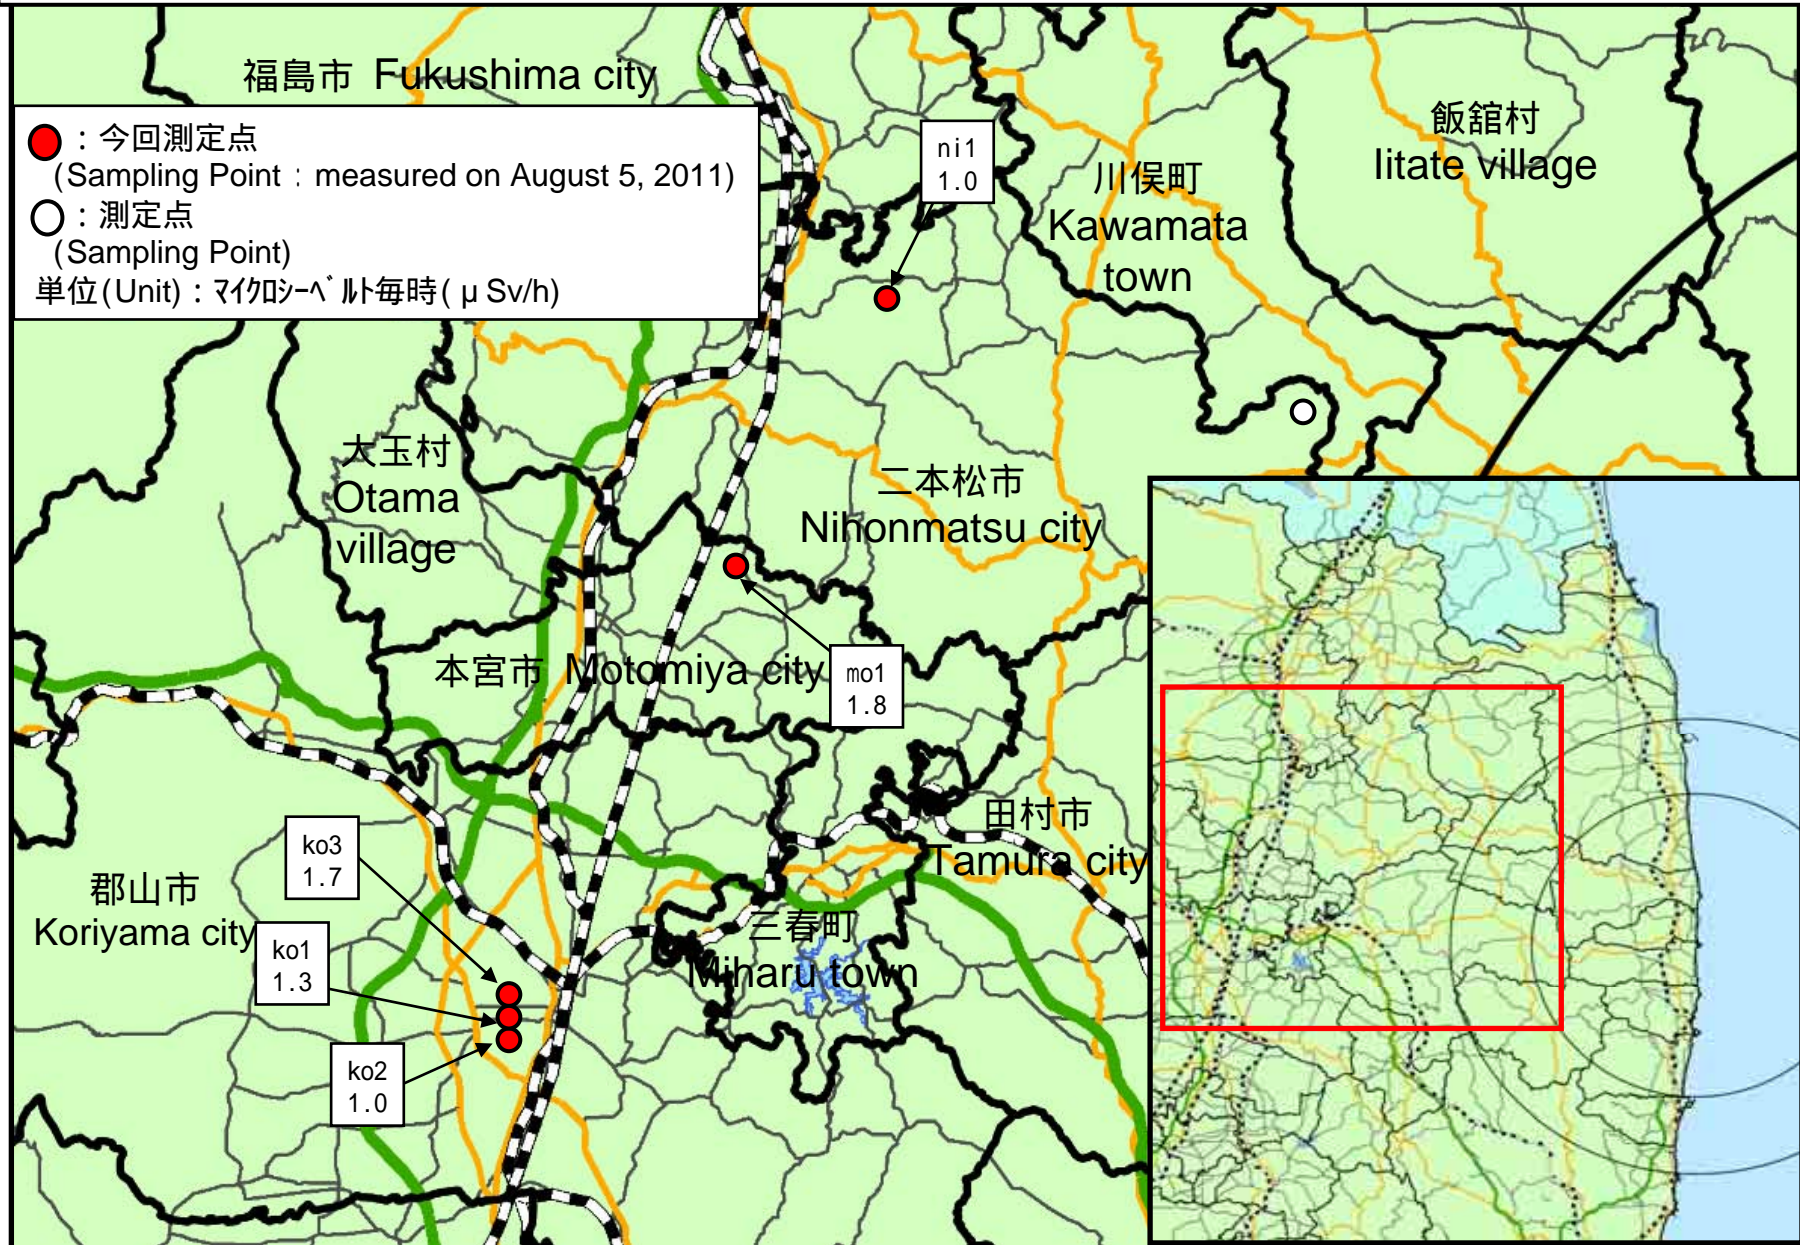 福島市 Fukushima city
：今回測定点
(Sampling Point：measured on August 5, 2011)
：測定点
(Sampling Point)
単位(Unit)：マイクロシーベルト毎時(μSv/h)
ni1
1.0
飯舘村
Iitate village
川俣町
Kawamata
town
大玉村
Otama
village
二本松市
Nihonmatsu city
本宮市 Motomiya city
mo1
1.8
田村市
Tamura city
ko3
1.7
郡山市
Koriyama city
三春町
Miharu town
ko1
1.3
ko2
1.0